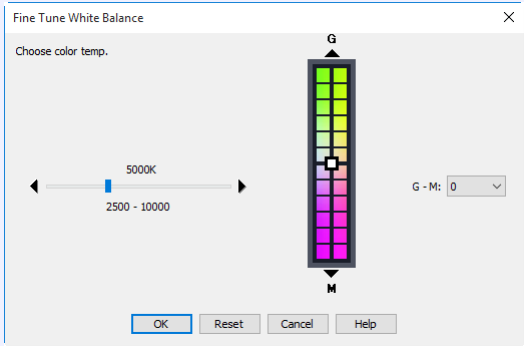 Fine Tune White Balance
Choose color temp.
G
5000K
2500 - 10000
G - M: 0
M
OK Reset Cancel Help